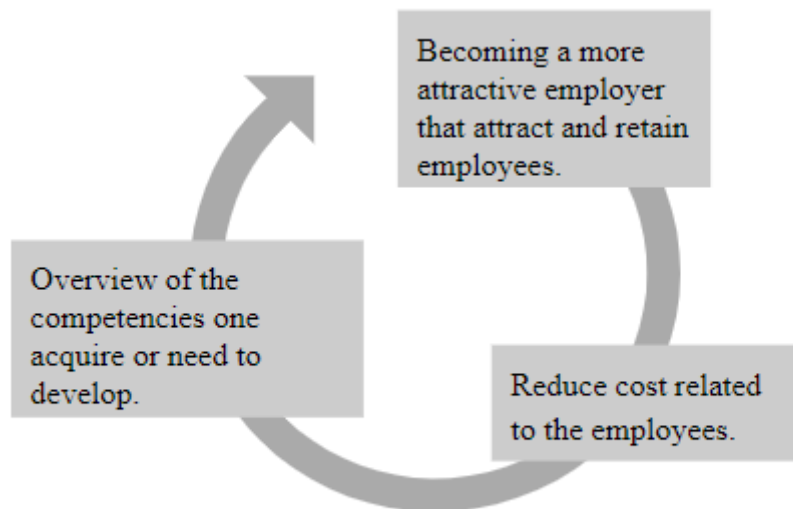 Becoming a more
attractive employer
that attract and retain
employees.
Reduce cost related
to the employees.
Overview of the
competencies one
acquire or need to
develop.